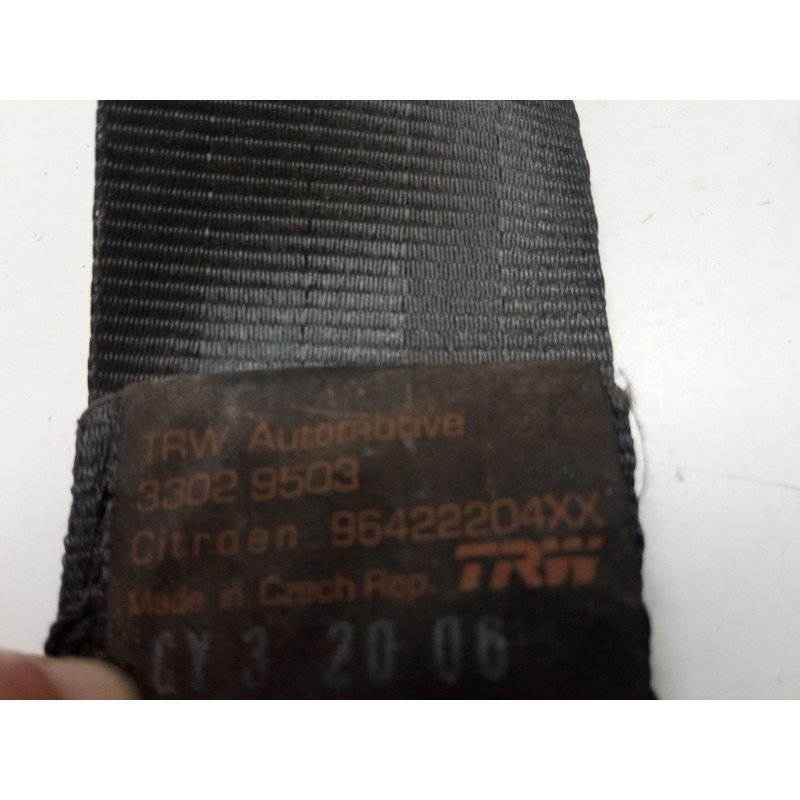 TRW Automotive
3302 9503
Citroen 96422204XX
Made in Czech Rep. TRW
CY 3 20 06